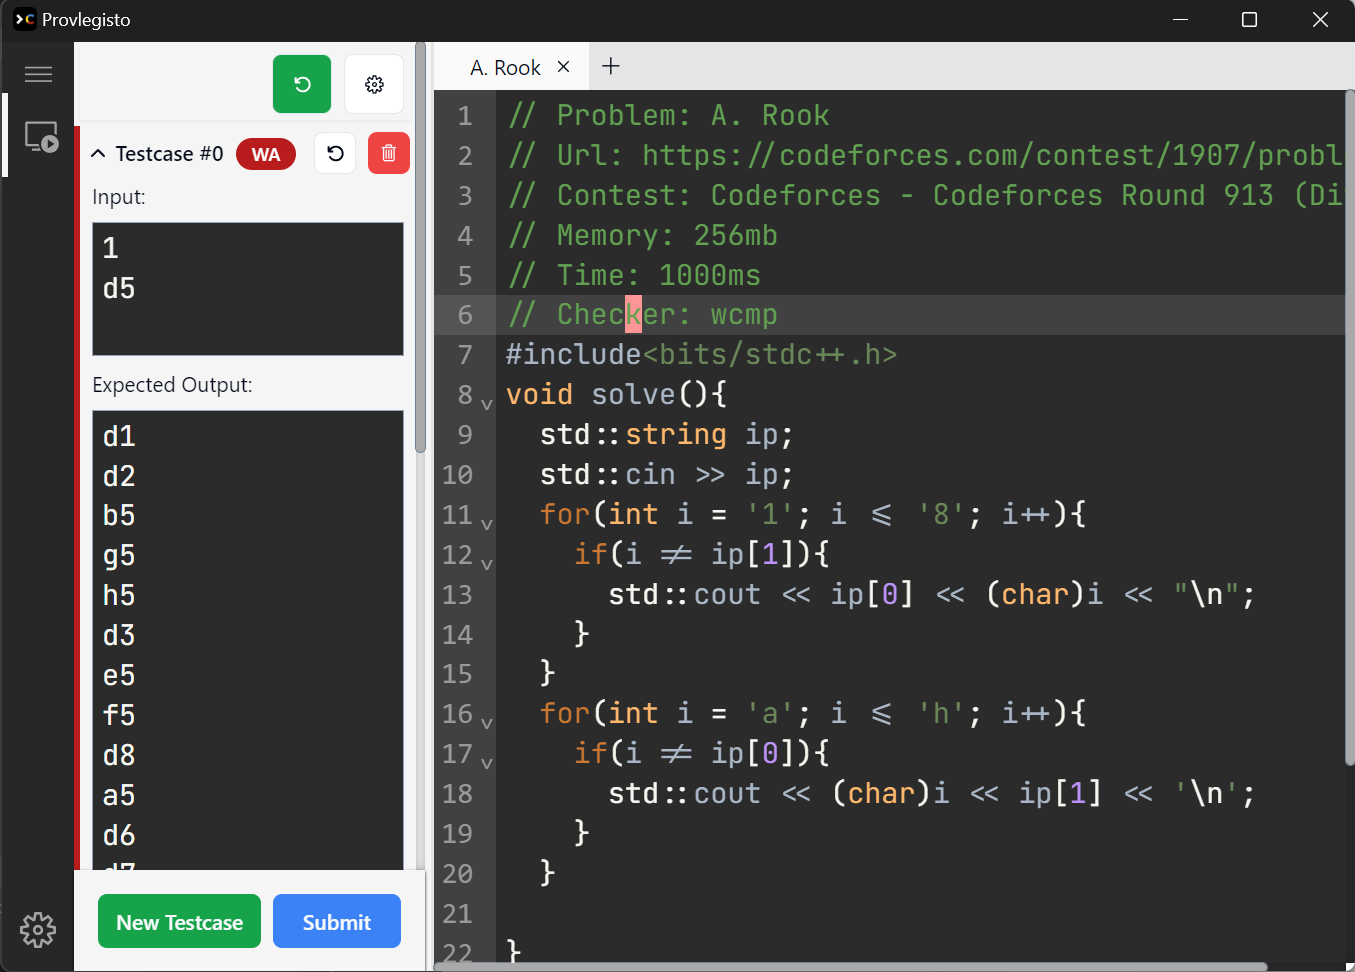 Provlegisto
Testcase #0 WA
Input:
1
d5
Expected Output:
d1
d2
b5
g5
h5
d3
e5
f5
d8
a5
d6
d7
New Testcase Submit
A. Rook
1 // Problem: A. Rook
2 // Url: https://codeforces.com/contest/1907/probl
3 // Contest: Codeforces - Codeforces Round 913 (Di
4 // Memory: 256mb
5 // Time: 1000ms
6 // Checker: wcmp
7 #include<bits/stdc++.h>
8 void solve(){
9 std::string ip;
10 std::cin >> ip;
11 for(int i = '1'; i <= '8'; i++){
12 if(i != ip[1]){
13 std::cout << ip[0] << (char)i << "\n";
14 }
15 }
16 for(int i = 'a'; i <= 'h'; i++){
17 if(i != ip[0]){
18 std::cout << (char)i << ip[1] << '\n';
19 }
20 }
21
22 }